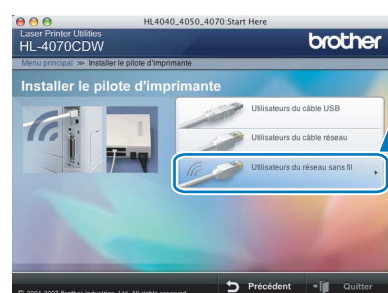 HL4040_4050_4070:Start Here
Laser Printer Utilities
HL-4070CDW
brother
Menu principal >> Installer le pilote d'imprimante
Installer le pilote d'imprimante
Utilisateurs du câble USB
Utilisateurs du câble réseau
Utilisateurs du réseau sans fil
Précédent
Quitter
© 2001-2007 Brother Industries, Ltd. All rights reserved.